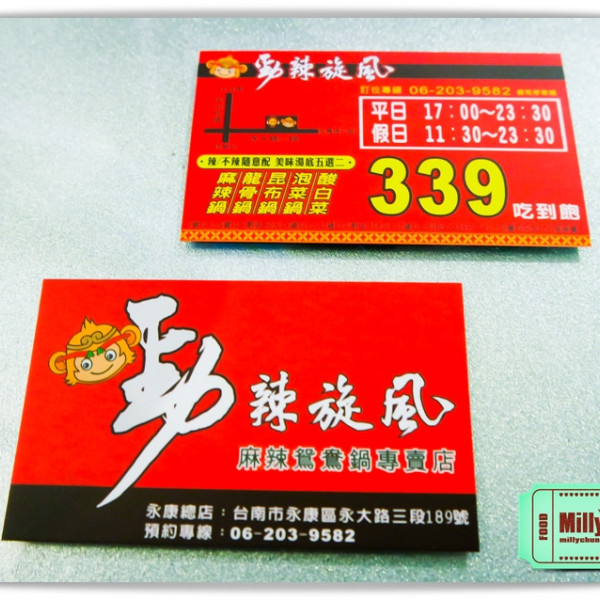 勁辣旋風
訂位專線 06-203-9582
平日 17：00～23：30
假日 11：30～23：30
辣/不辣隨意配 美味湯底五選二
麻辣鍋 龍骨鍋 昆布鍋 泡菜鍋 酸白菜
339 吃到飽
勁辣旋風
麻辣鴛鴦鍋專賣店
永康總店：台南市永康區永大路三段189號
預約專線：06-203-9582
FOOD
Milly
millychun